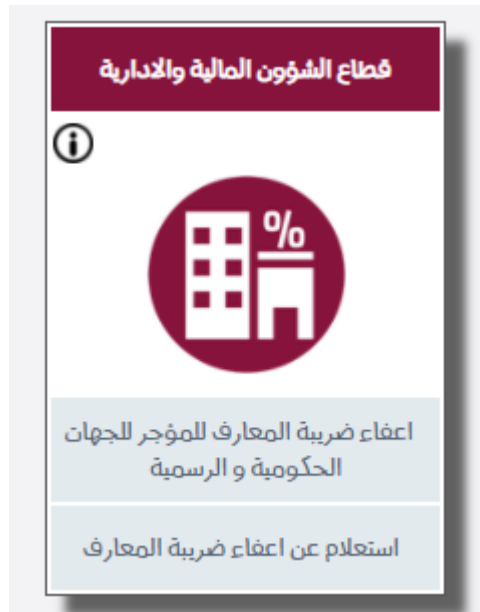 قطاع الشؤون المالية والادارية
%
اعفاء ضريبة المعارف للمؤجر للجهات
الحكومية و الرسمية
استعلام عن اعفاء ضريبة المعارف